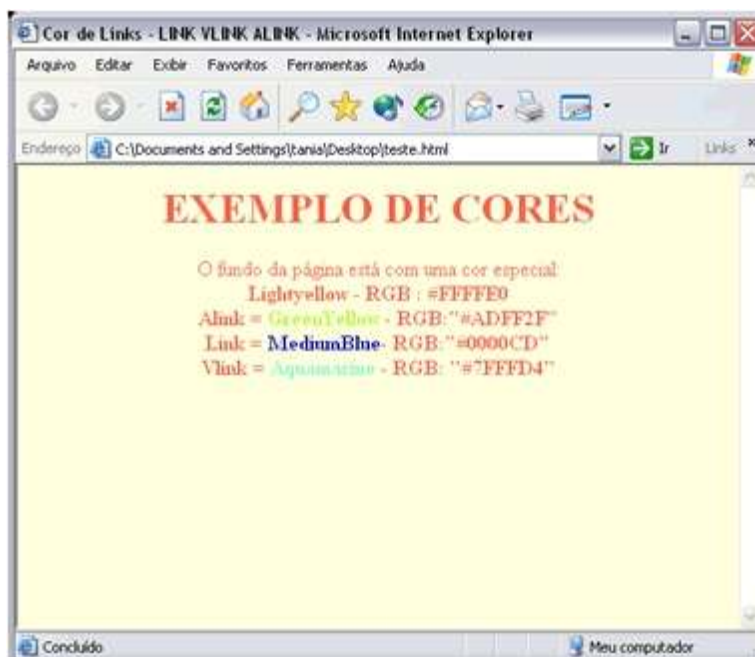 Cor de Links - LINK VLINK ALINK - Microsoft Internet Explorer
Arquivo Editar Exibir Favoritos Ferramentas Ajuda
Endereço C:\Documents and Settings\tania\Desktop\teste.html Ir Links »
EXEMPLO DE CORES
O fundo da página está com uma cor especial:
Lightyellow - RGB : #FFFFE0
Alink = GreenYellow - RGB:"#ADFF2F"
Link = MediumBlue- RGB:"#0000CD"
Vlink = Aquamarine - RGB: "#7FFFD4"
Concluído Meu computador